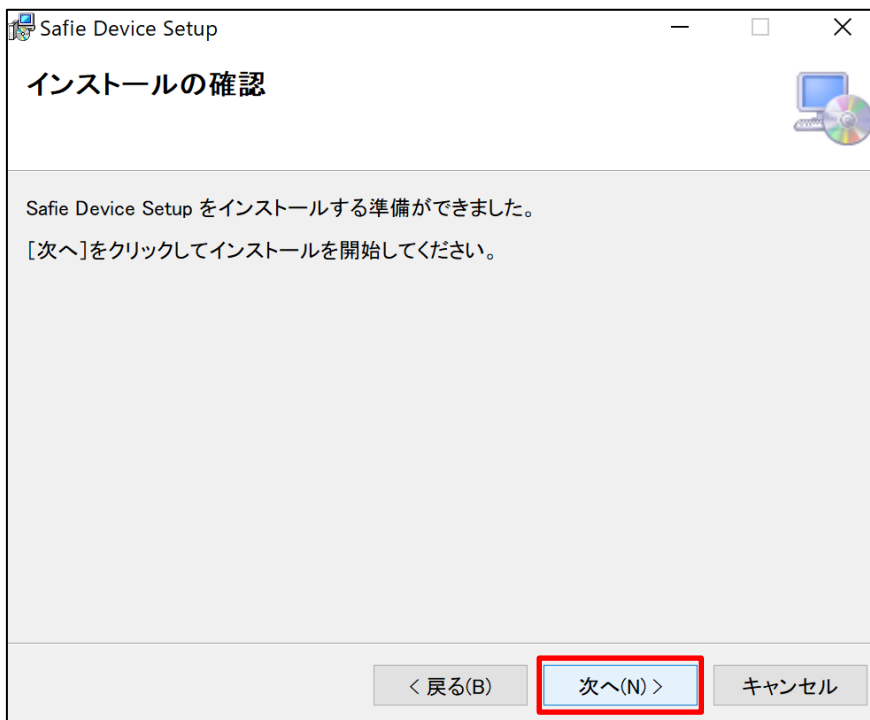 Safie Device Setup
インストールの確認
Safie Device Setup をインストールする準備ができました。
[次へ]をクリックしてインストールを開始してください。
< 戻る(B)
次へ(N) >
キャンセル